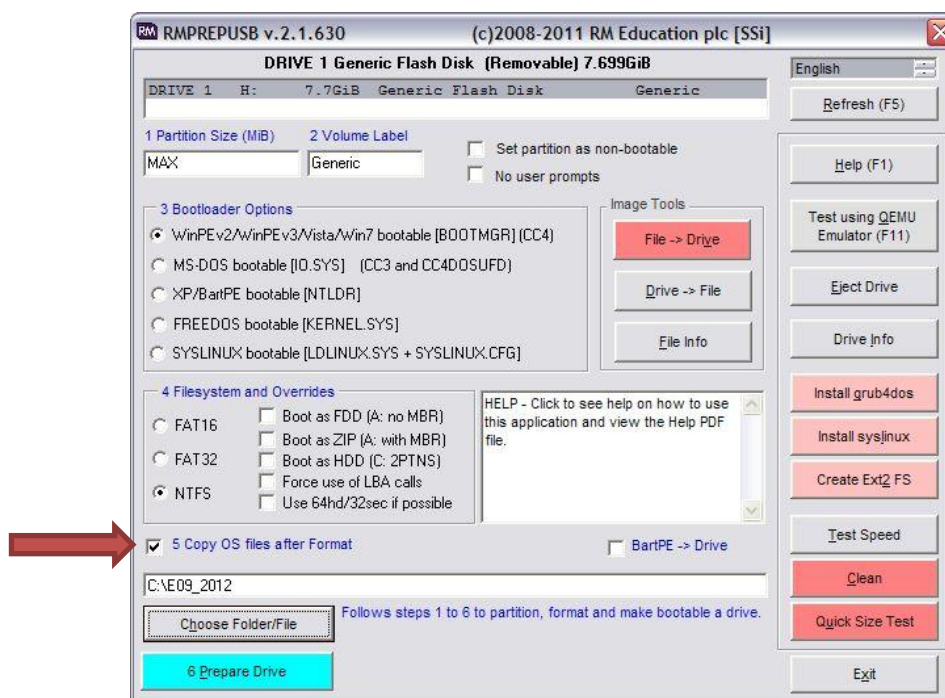 RM RMPREPUSB v.2.1.630 (c)2008-2011 RM Education plc [SSi]
DRIVE 1 Generic Flash Disk (Removable) 7.699GiB
DRIVE 1 H: 7.7GiB Generic Flash Disk Generic
English
Refresh (F5)
1 Partition Size (MiB)
MAX
2 Volume Label
Generic
Set partition as non-bootable
No user prompts
3 Bootloader Options
WinPEv2/WinPEv3/Vista/Win7 bootable [BOOTMGR] (CC4)
MS-DOS bootable [IO.SYS] (CC3 and CC4DOSUFD)
XP/BartPE bootable [NTLDR]
FREEDOS bootable [KERNEL.SYS]
SYSLINUX bootable [LDLINUX.SYS + SYSLINUX.CFG]
Image Tools
File -> Drive
Drive -> File
File Info
Help (F1)
Test using QEMU
Emulator (F11)
Eject Drive
Drive Info
4 Filesystem and Overrides
FAT16
FAT32
NTFS
Boot as FDD (A: no MBR)
Boot as ZIP (A: with MBR)
Boot as HDD (C: 2PTNS)
Force use of LBA calls
Use 64hd/32sec if possible
HELP - Click to see help on how to use
this application and view the Help PDF
file.
Install grub4dos
Install syslinux
Create Ext2 FS
5 Copy OS files after Format
BartPE -> Drive
C:\E09_2012
Choose Folder/File
Follows steps 1 to 6 to partition, format and make bootable a drive.
6 Prepare Drive
Test Speed
Clean
Quick Size Test
Exit